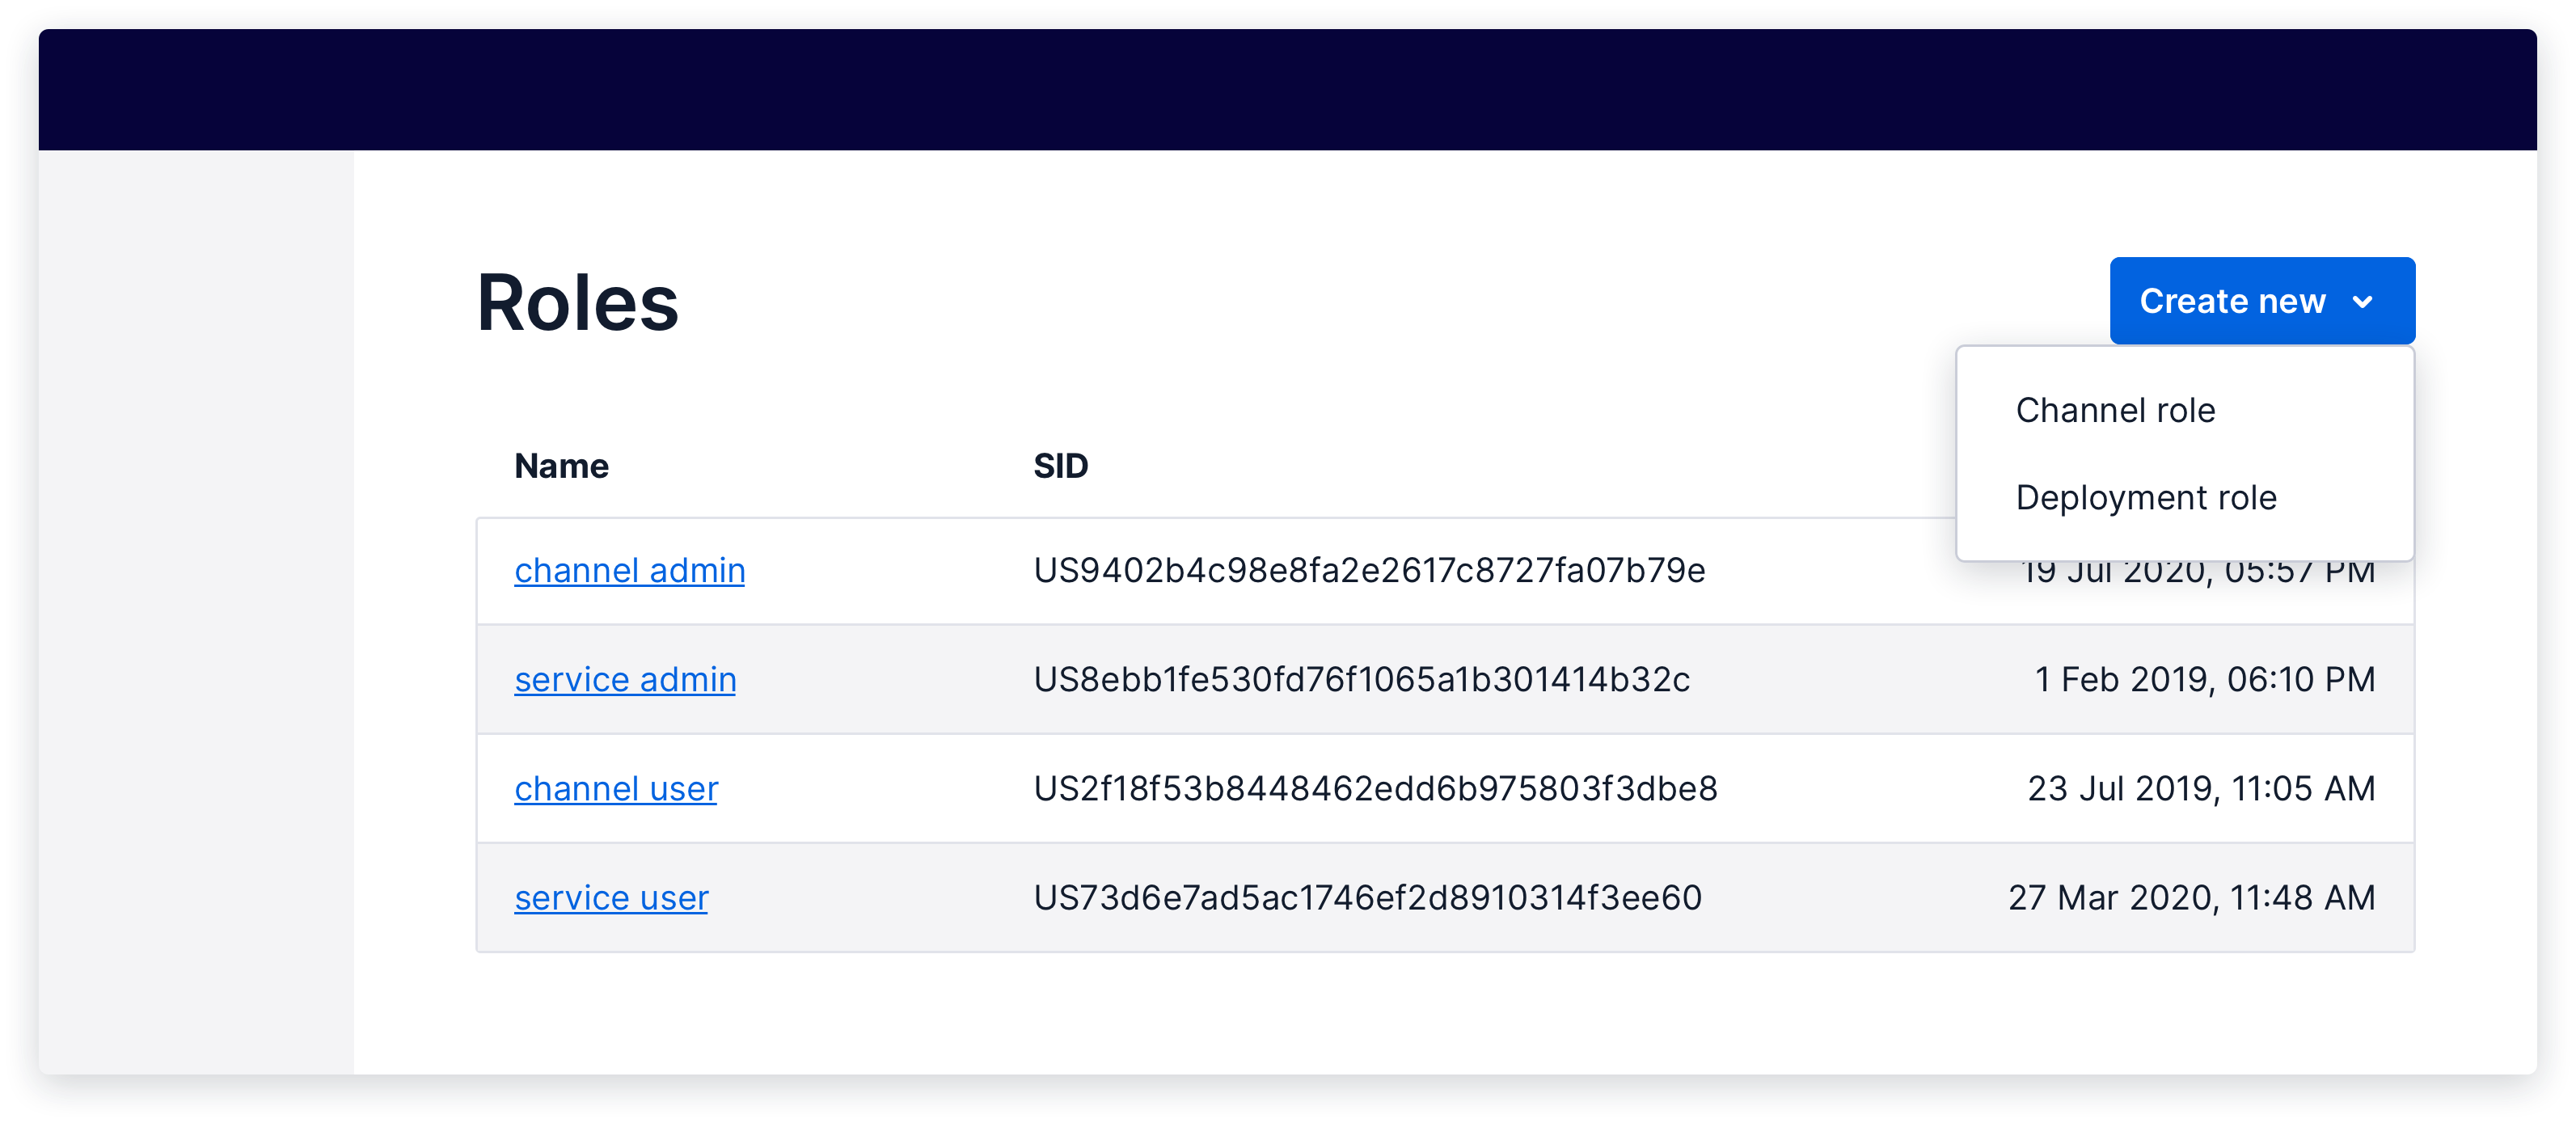 Roles
Create new
Channel role
Deployment role
Name SID
channel admin US9402b4c98e8fa2e2617c8727fa07b79e 19 Jul 2020, 05:57 PM
service admin US8ebb1fe530fd76f1065a1b301414b32c 1 Feb 2019, 06:10 PM
channel user US2f18f53b8448462edd6b975803f3dbe8 23 Jul 2019, 11:05 AM
service user US73d6e7ad5ac1746ef2d8910314f3ee60 27 Mar 2020, 11:48 AM